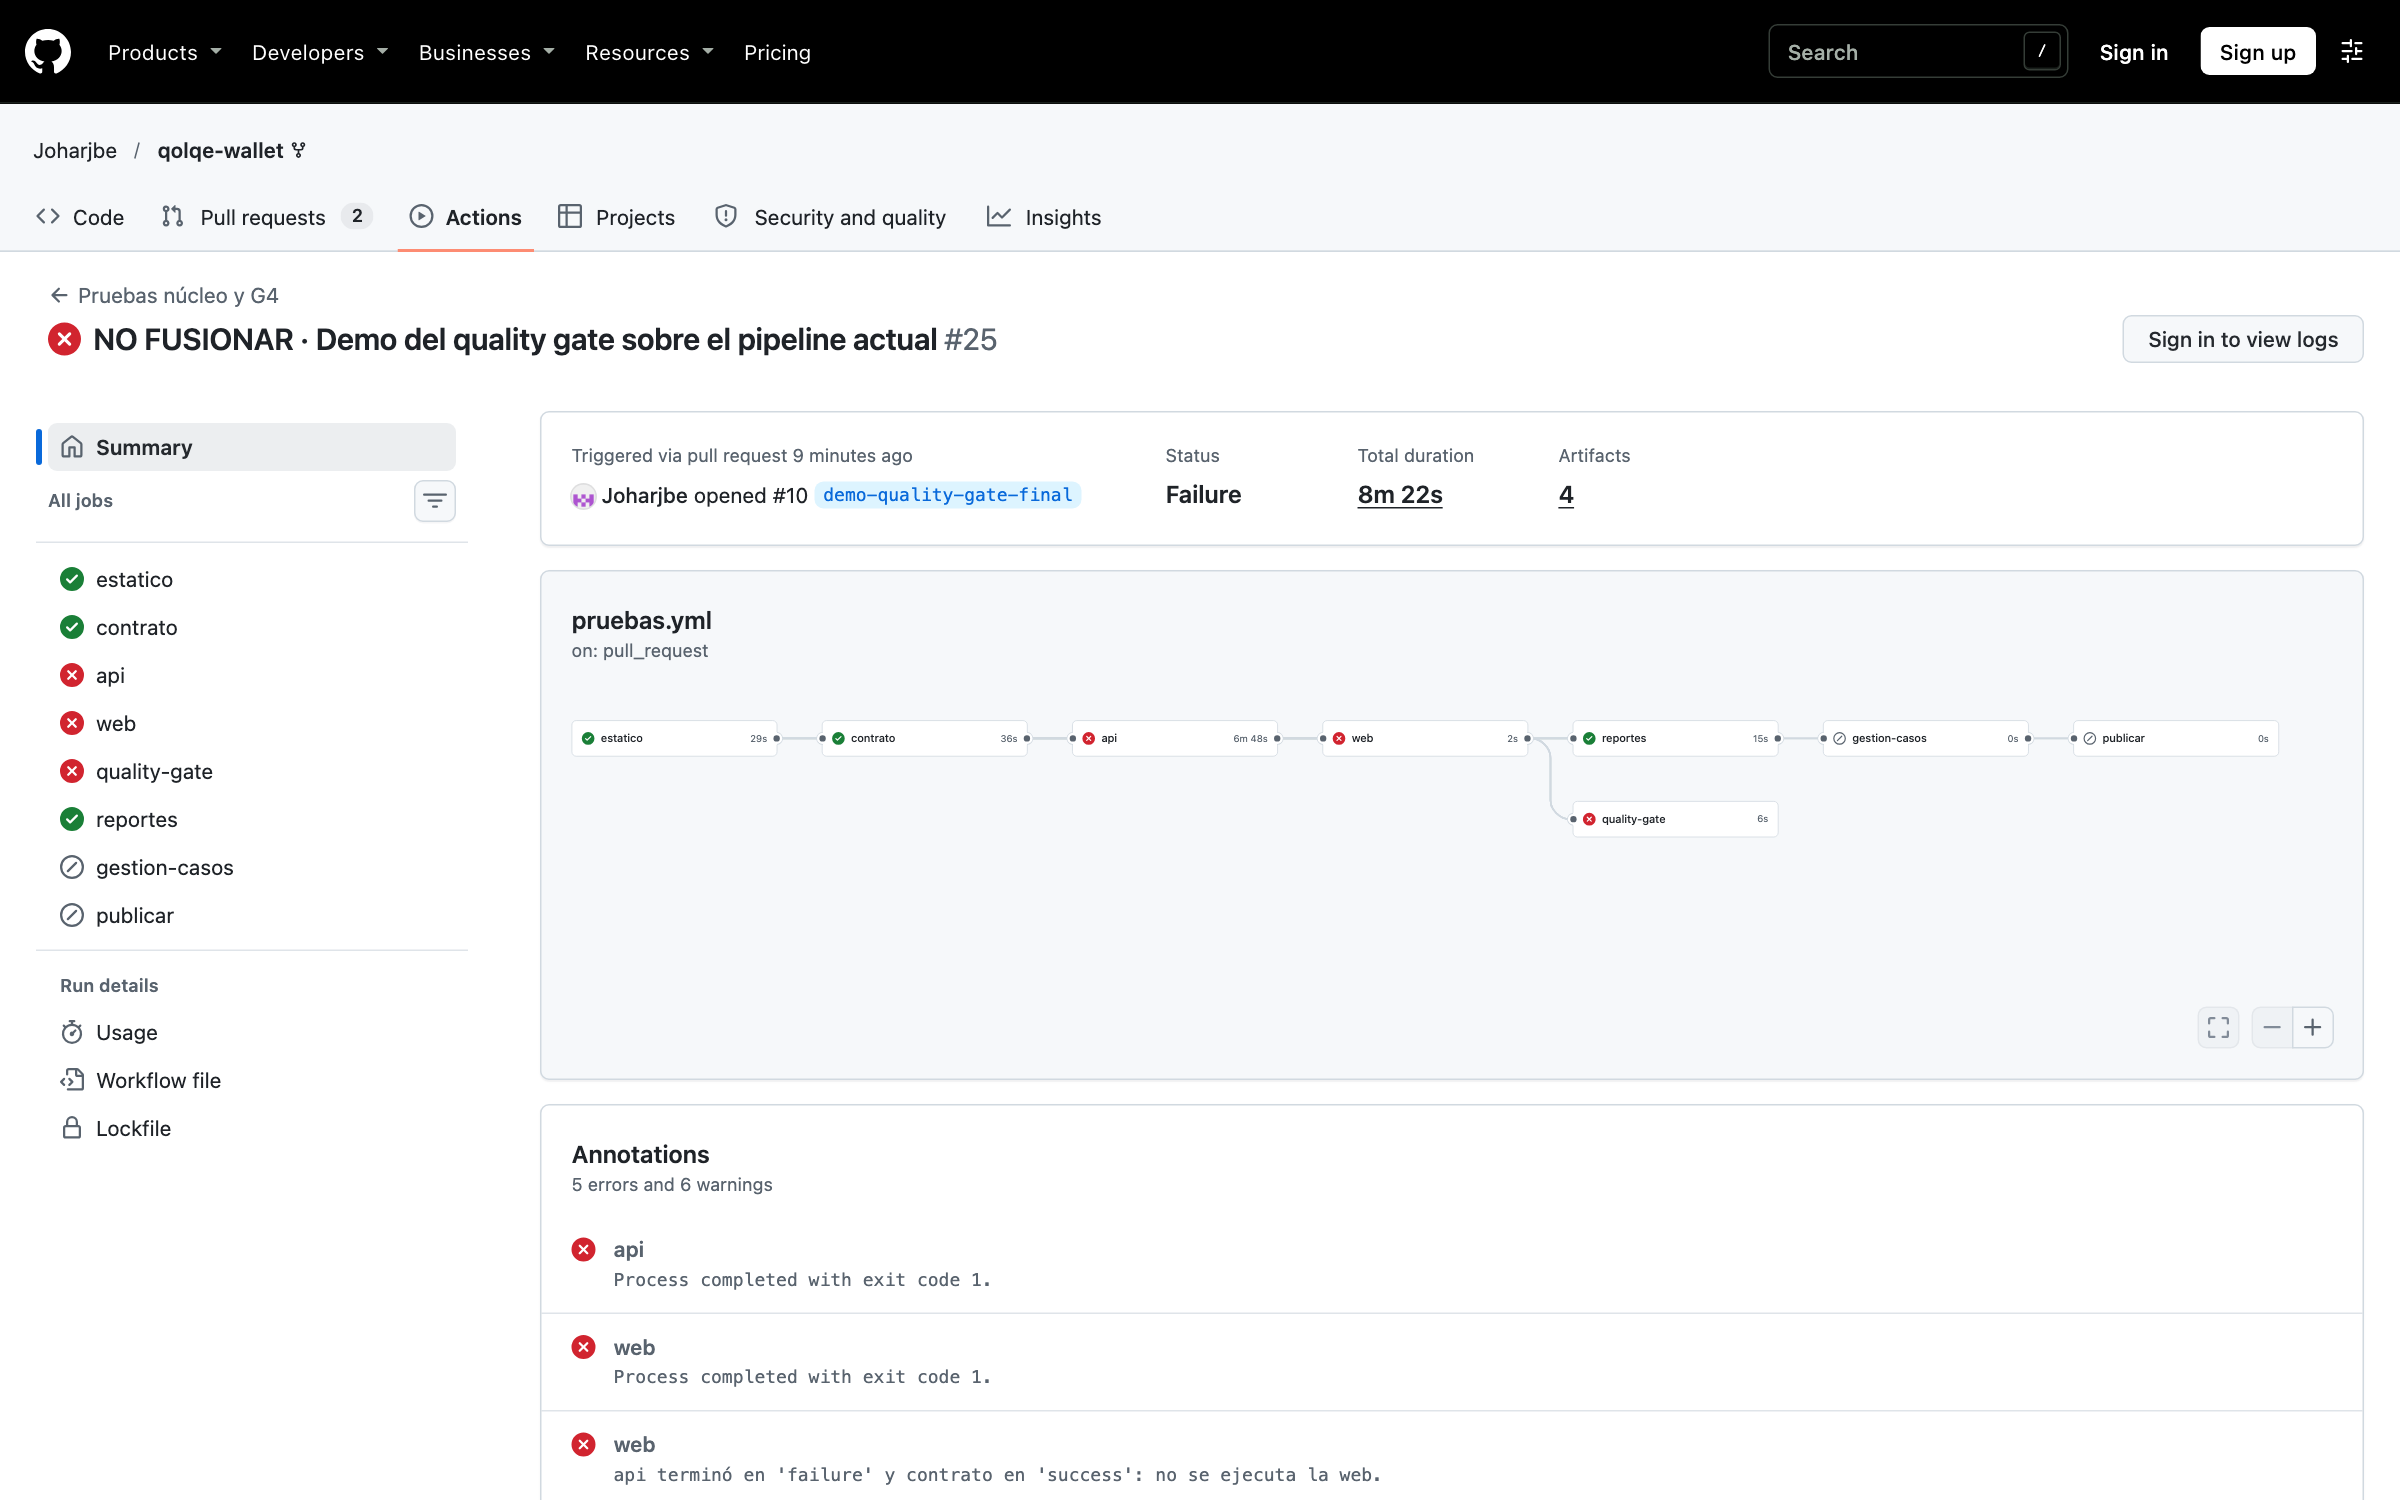 Products
Developers
Businesses
Resources
Pricing
Search
/
Sign in
Sign up
Joharjbe / qolqe-wallet
Code
Pull requests 2
Actions
Projects
Security and quality
Insights
Pruebas núcleo y G4
NO FUSIONAR · Demo del quality gate sobre el pipeline actual #25
Sign in to view logs
Summary
All jobs
estatico
contrato
api
web
quality-gate
reportes
gestion-casos
publicar
Run details
Usage
Workflow file
Lockfile
Triggered via pull request 9 minutes ago
Joharjbe opened #10 demo-quality-gate-final
Status
Failure
Total duration
8m 22s
Artifacts
4
pruebas.yml
on: pull_request
estatico 29s
contrato 36s
api 6m 48s
web 2s
reportes 15s
gestion-casos 0s
publicar 0s
quality-gate 6s
Annotations
5 errors and 6 warnings
api
Process completed with exit code 1.
web
Process completed with exit code 1.
web
api terminó en 'failure' y contrato en 'success': no se ejecuta la web.